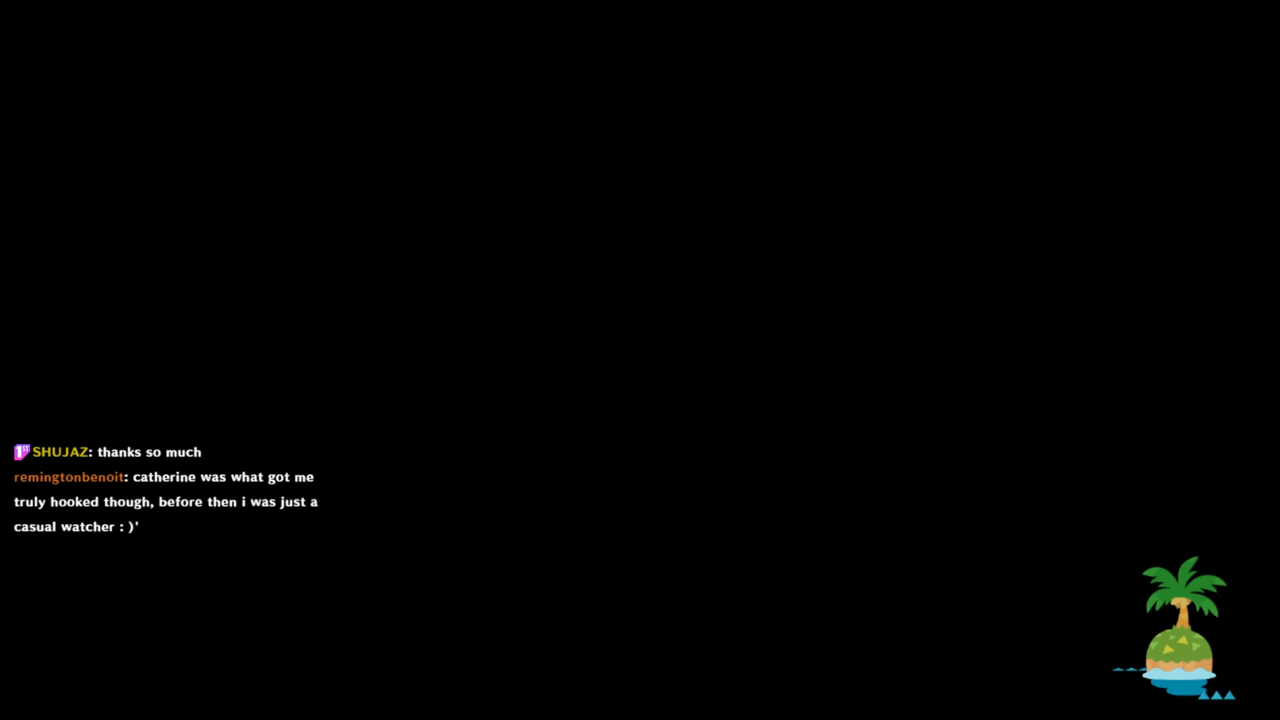 1ST SHUJAZ: thanks so much
remingtonbenoit: catherine was what got me
truly hooked though, before then i was just a
casual watcher : )'